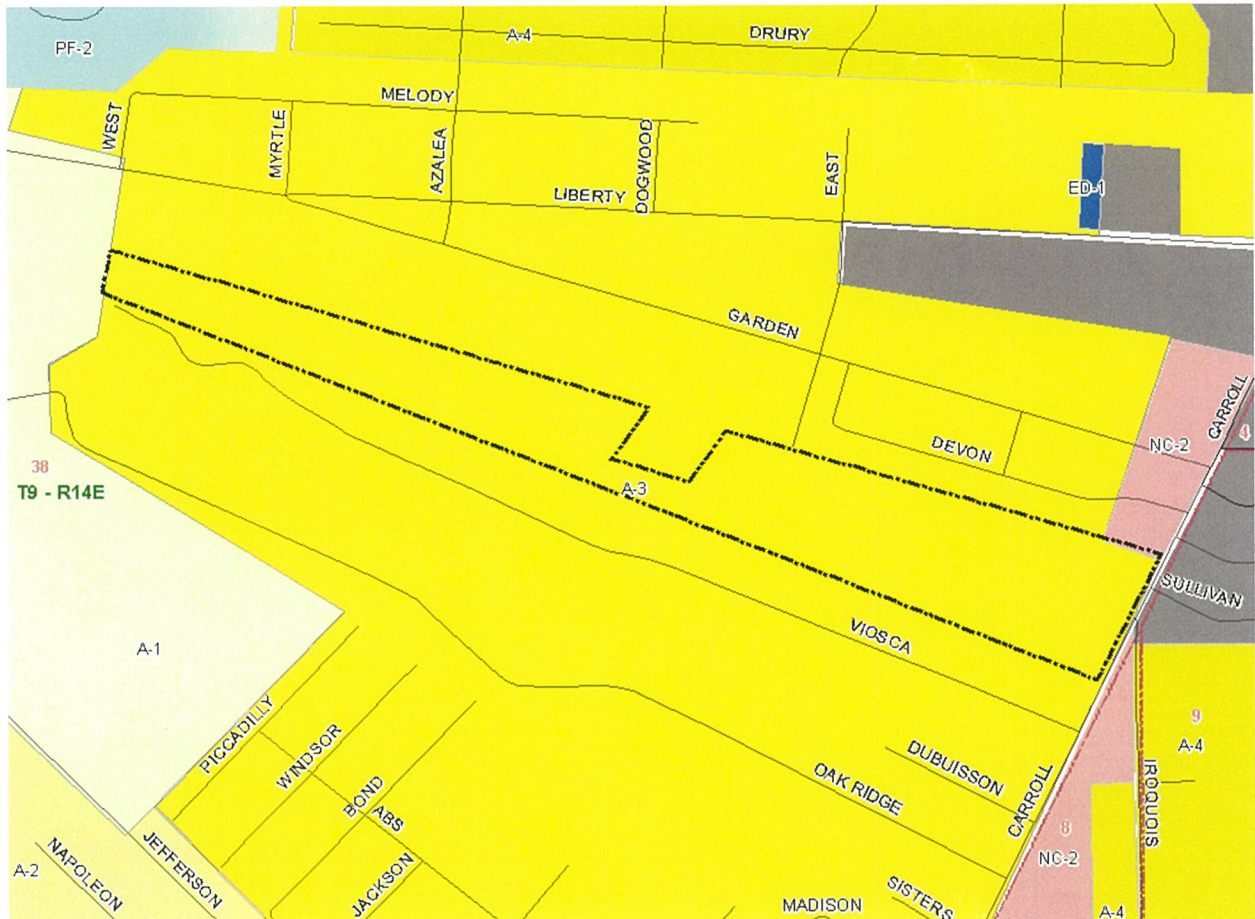 PF-2
A-4
DRURY
MELODY
WEST
MYRTLE
AZALEA
DOGWOOD
EAST
LIBERTY
ED-1
GARDEN
CARROLL
4
NC-2
DEVON
A-3
38
T9 - R14E
SULLIVAN
VIOSCA
A-1
PICCADILLY
WINDSOR
BOND
ABS
JACKSON
DUBUISSON
OAK RIDGE
CARROLL
9
A-4
IROQUOIS
8
NC-2
JEFFERSON
NAPOLEON
A-2
SISTERS
MADISON
A-4